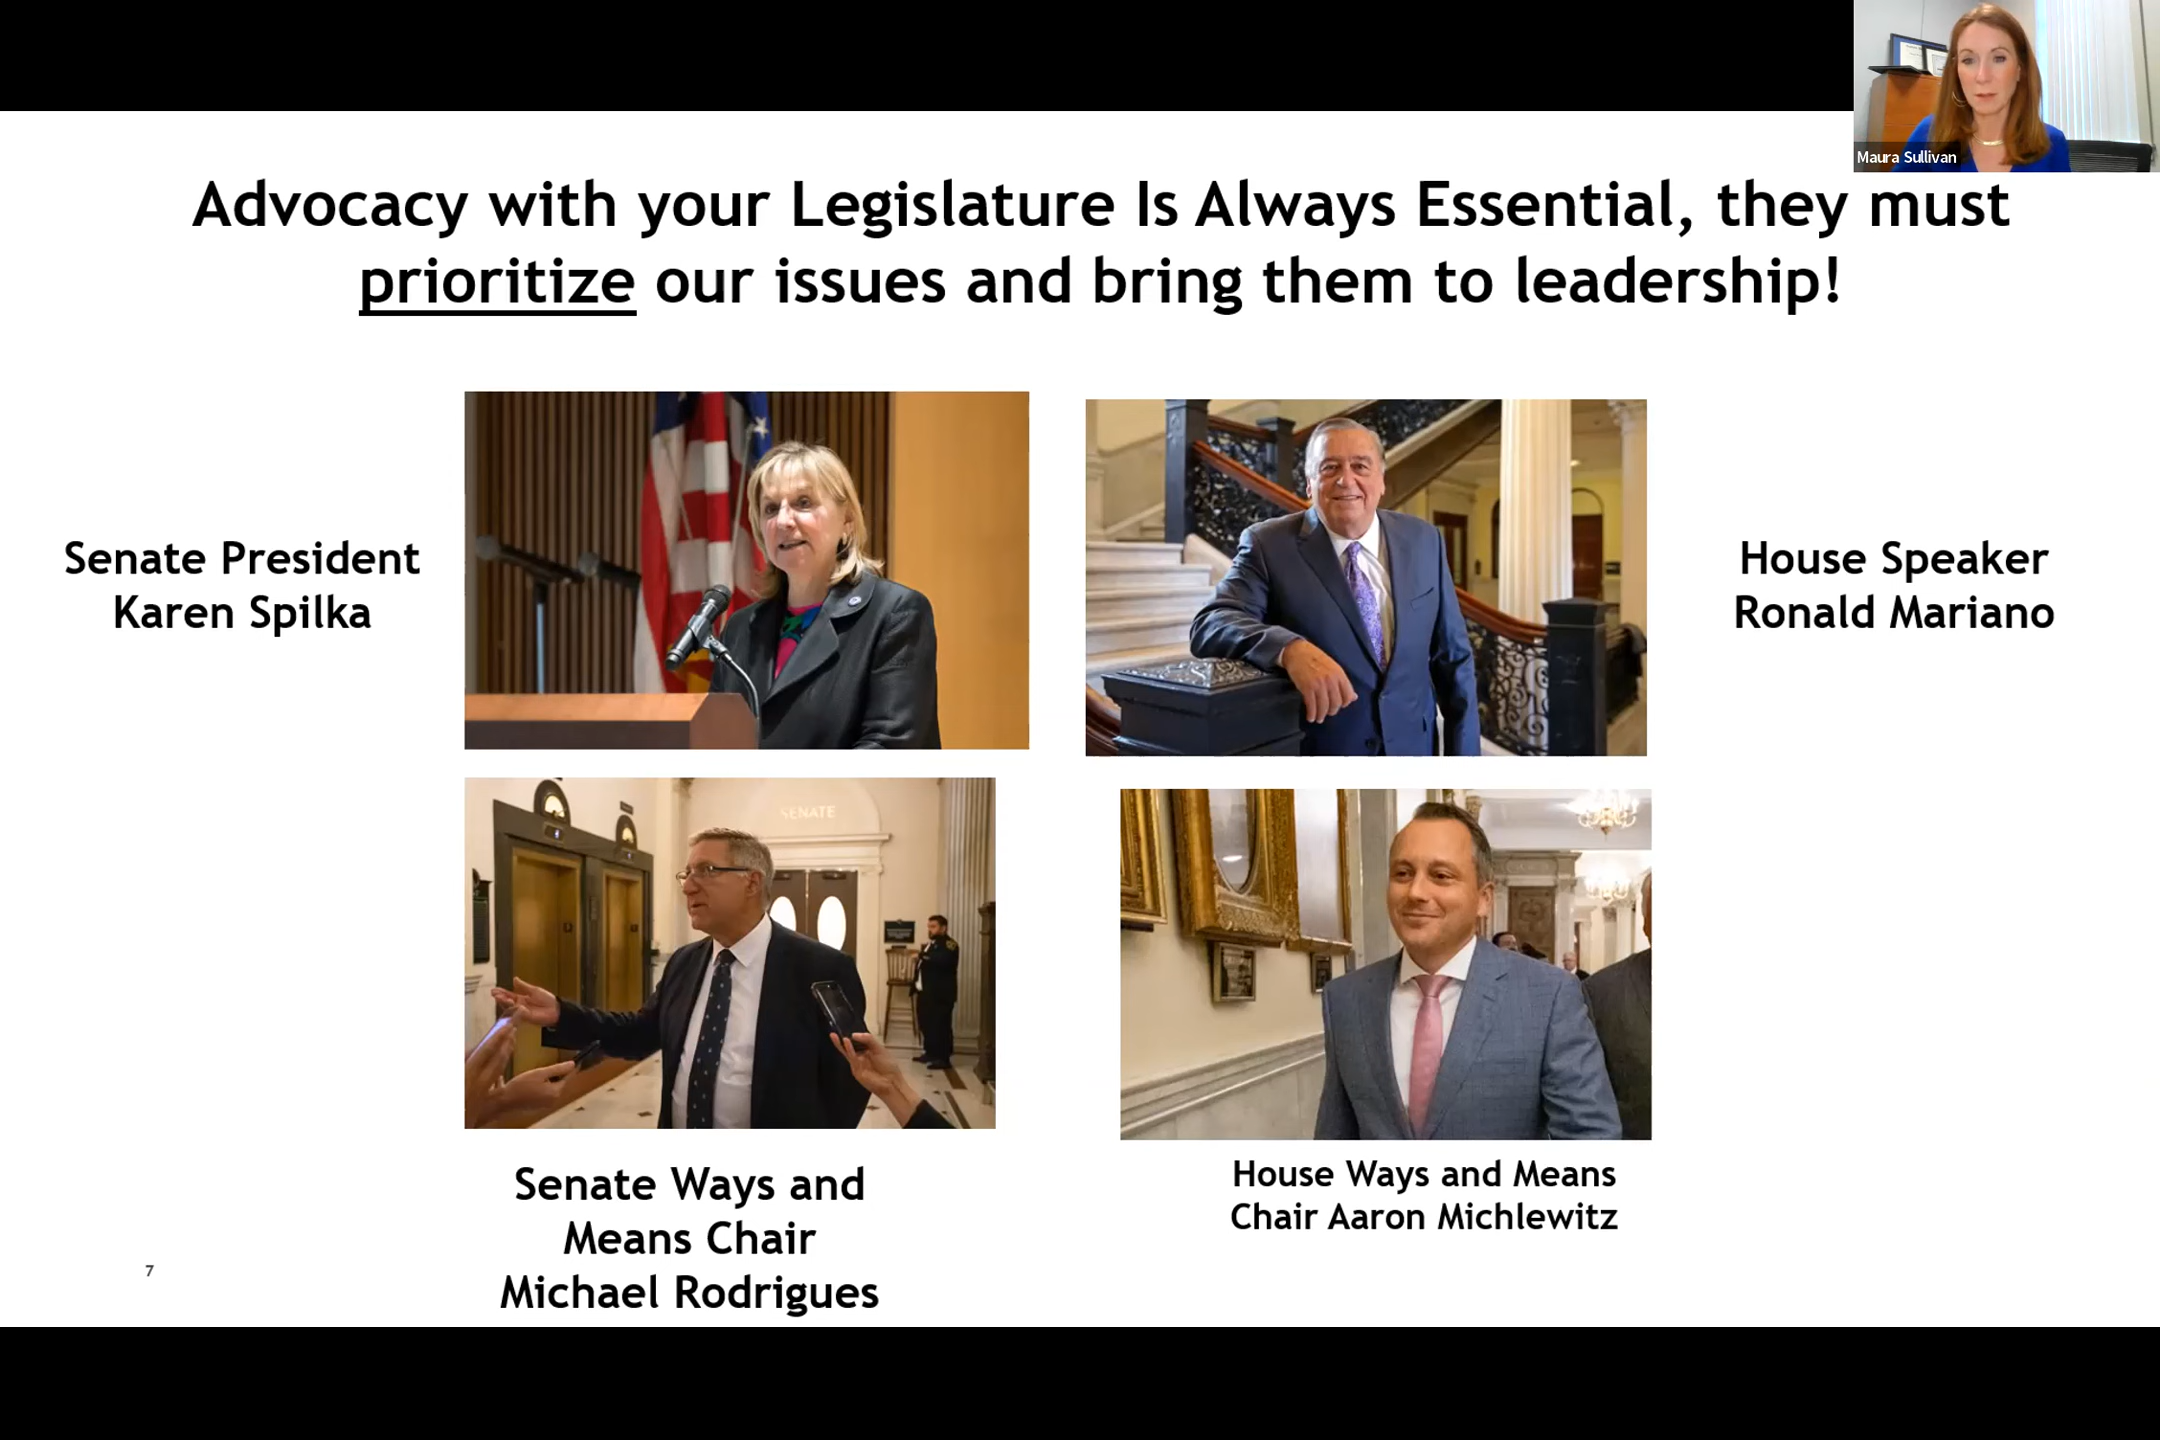 Maura Sullivan
Advocacy with your Legislature Is Always Essential, they must
prioritize our issues and bring them to leadership!
Senate President
Karen Spilka
House Speaker
Ronald Mariano
SENATE
Senate Ways and
Means Chair
Michael Rodrigues
House Ways and Means
Chair Aaron Michlewitz
7